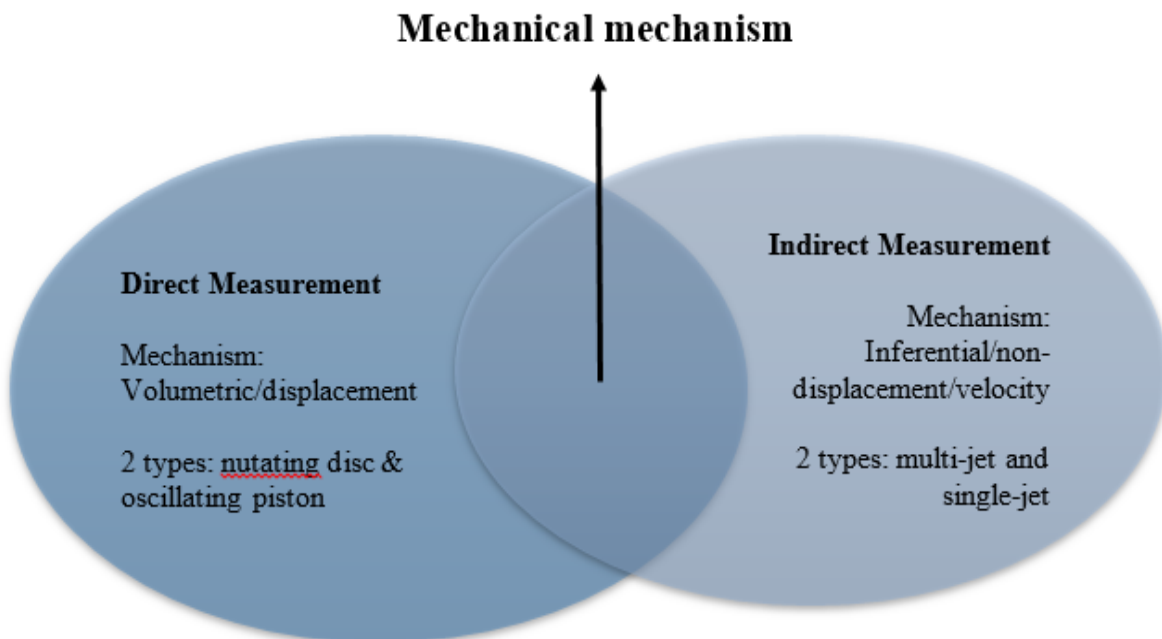 Mechanical mechanism
Direct Measurement
Mechanism:
Volumetric/displacement
2 types: nutating disc &
oscillating piston
Indirect Measurement
Mechanism:
Inferential/non-
displacement/velocity
2 types: multi-jet and
single-jet